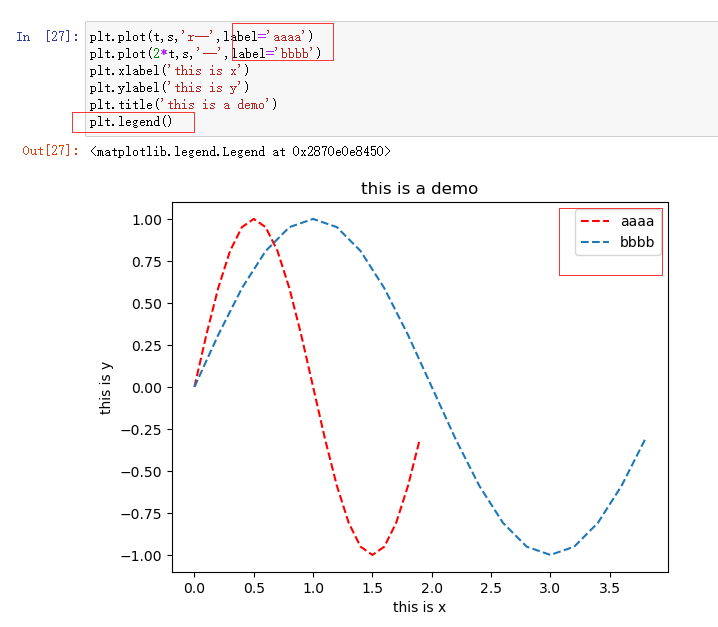 In [27]: plt.plot(t,s,'r--',label='aaaa')
plt.plot(2*t,s,'--',label='bbbb')
plt.xlabel('this is x')
plt.ylabel('this is y')
plt.title('this is a demo')
plt.legend()
Out[27]: <matplotlib.legend.Legend at 0x2870e0e8450>
this is a demo
aaaa
bbbb
1.00
0.75
0.50
0.25
0.00
−0.25
−0.50
−0.75
−1.00
this is y
0.0 0.5 1.0 1.5 2.0 2.5 3.0 3.5
this is x